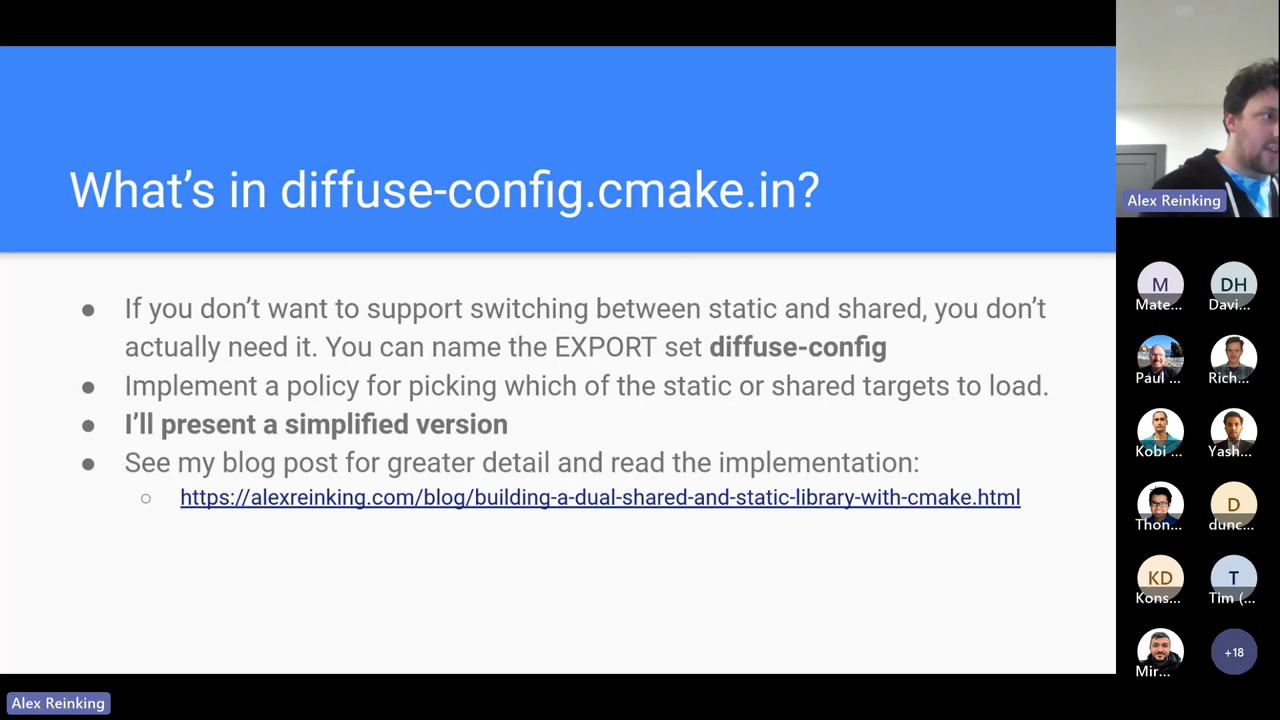 What’s in diffuse-config.cmake.in?
● If you don’t want to support switching between static and shared, you don’t
actually need it. You can name the EXPORT set diffuse-config
● Implement a policy for picking which of the static or shared targets to load.
● I’ll present a simplified version
● See my blog post for greater detail and read the implementation:
○ https://alexreinking.com/blog/building-a-dual-shared-and-static-library-with-cmake.html
Alex Reinking
Alex Reinking
M
Mate...
DH
Davi...
Paul ...
Rich...
Kobi ...
Yash...
Thon...
D
dunc...
KD
Kons...
T
Tim (...
Mir...
+18